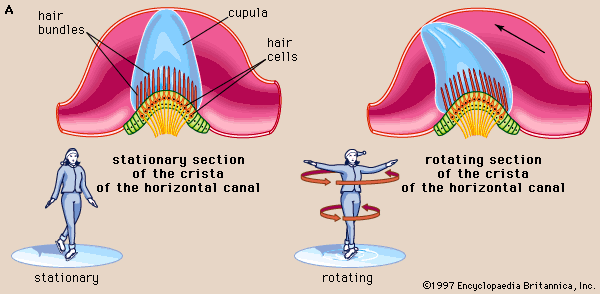 A
hair
bundles
cupula
hair
cells
stationary section
of the crista
of the horizontal canal
rotating section
of the crista
of the horizontal canal
stationary
rotating
©1997 Encyclopaedia Britannica, Inc.